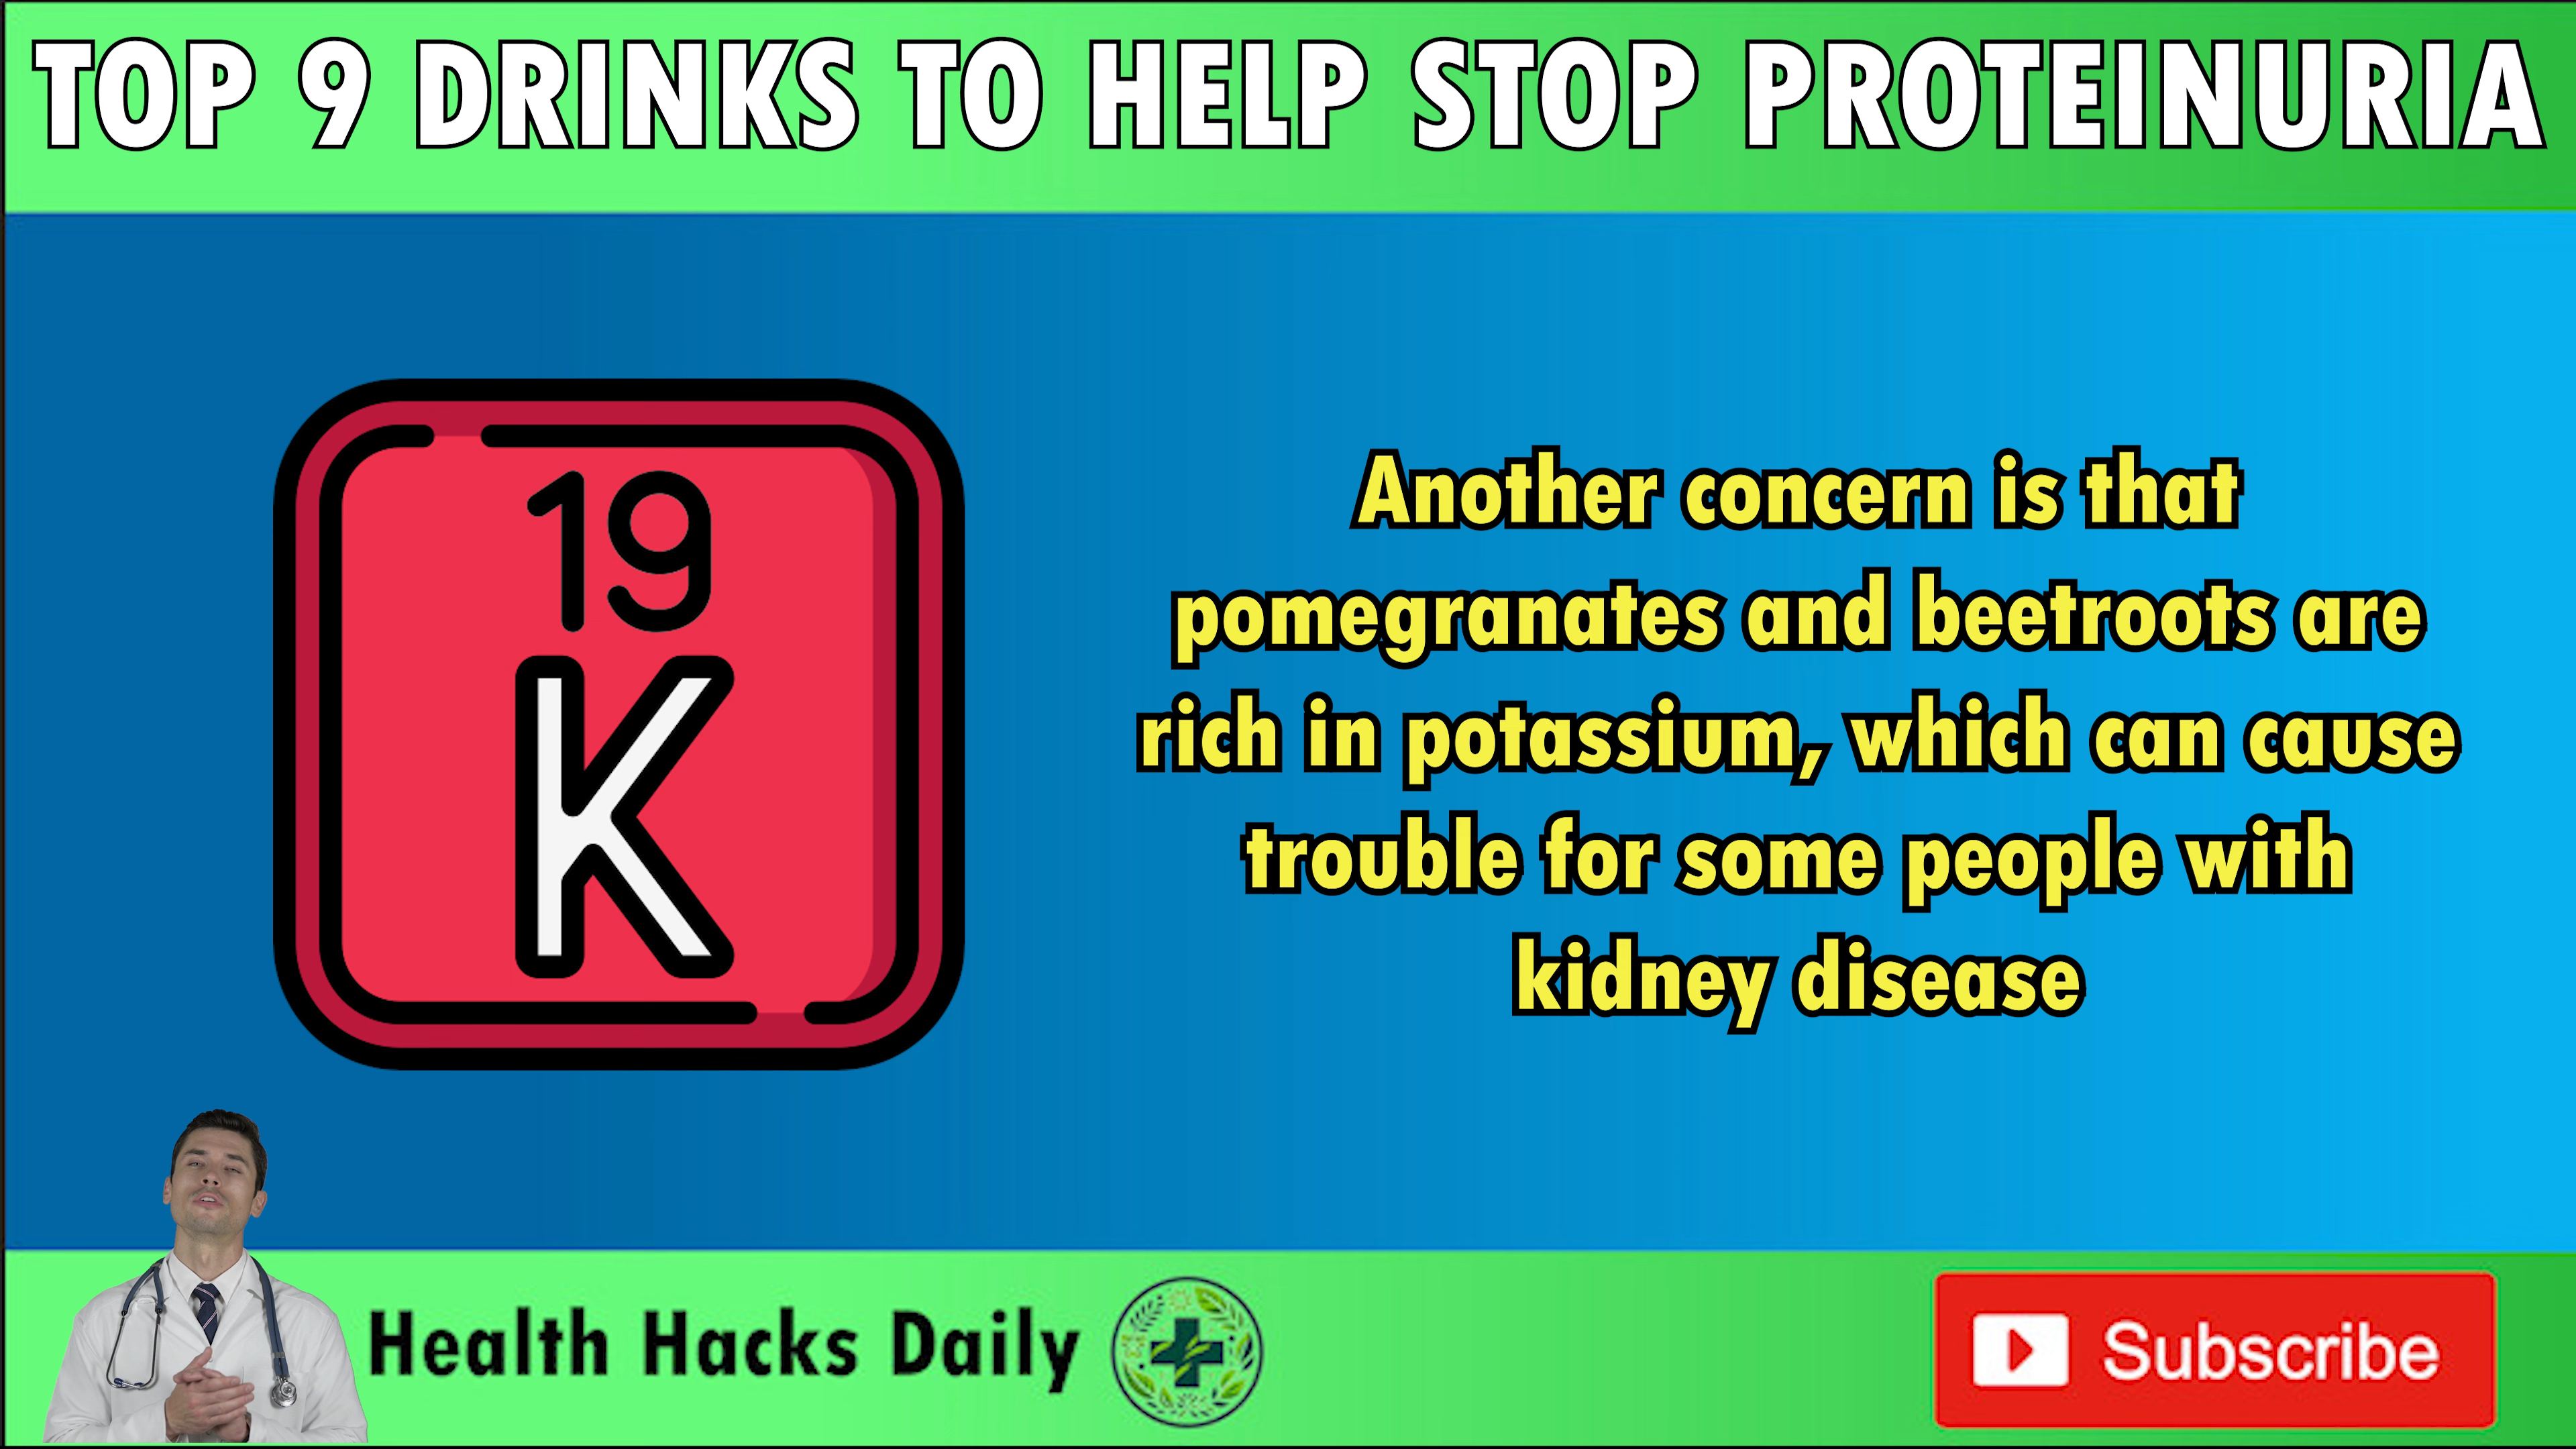 TOP 9 DRINKS TO HELP STOP PROTEINURIA
19
K
Another concern is that
pomegranates and beetroots are
rich in potassium, which can cause
trouble for some people with
kidney disease
Health Hacks Daily
Subscribe